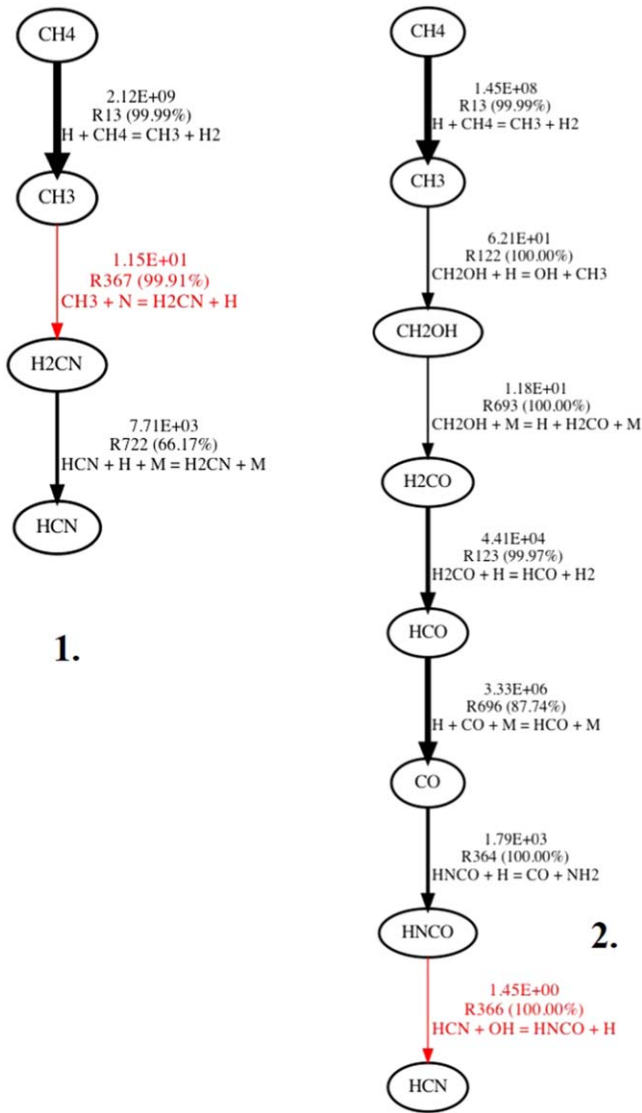 CH4
2.12E+09
R13 (99.99%)
H + CH4 = CH3 + H2
CH3
1.15E+01
R367 (99.91%)
CH3 + N = H2CN + H
H2CN
7.71E+03
R722 (66.17%)
HCN + H + M = H2CN + M
HCN
1.
CH4
1.45E+08
R13 (99.99%)
H + CH4 = CH3 + H2
CH3
6.21E+01
R122 (100.00%)
CH2OH + H = OH + CH3
CH2OH
1.18E+01
R693 (100.00%)
CH2OH + M = H + H2CO + M
H2CO
4.41E+04
R123 (99.97%)
H2CO + H = HCO + H2
HCO
3.33E+06
R696 (87.74%)
H + CO + M = HCO + M
CO
1.79E+03
R364 (100.00%)
HNCO + H = CO + NH2
HNCO
2.
1.45E+00
R366 (100.00%)
HCN + OH = HNCO + H
HCN